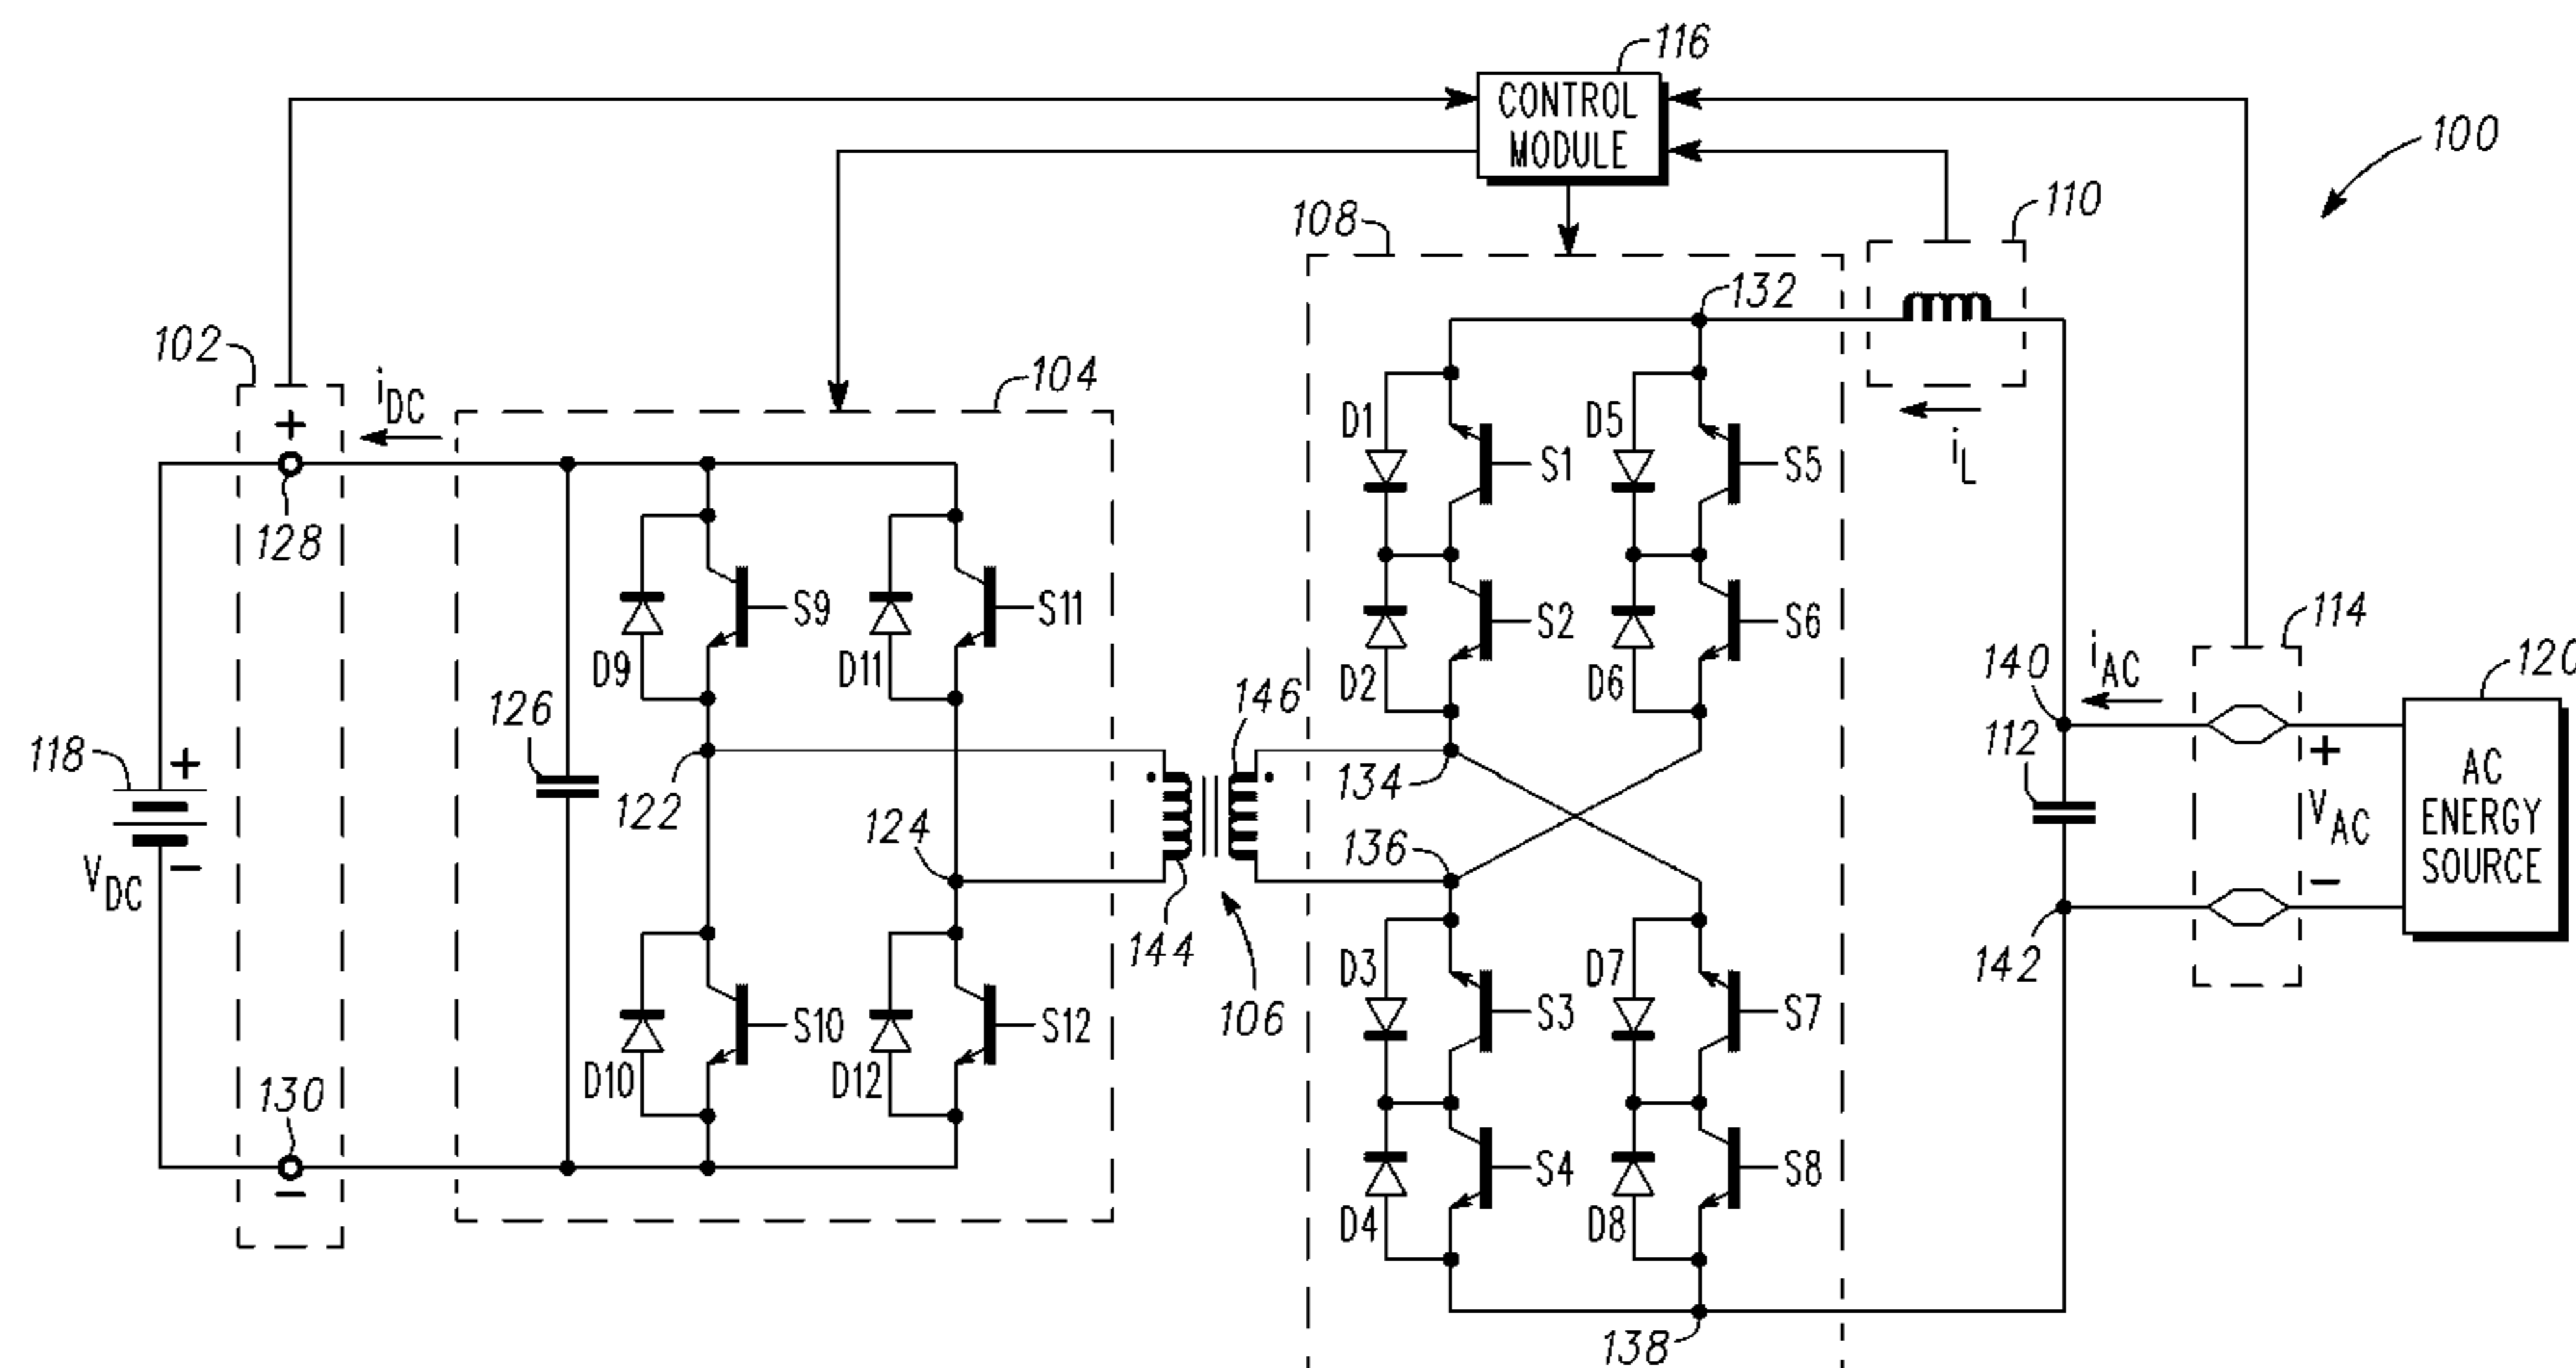 116
CONTROL
MODULE
100
108
110
132
102
iDC
104
+
D1
D5
S1
S5
iL
128
D9
S9
D11
S11
D2
S2
D6
S6
114
iAC
140
120
126
146
118
+
122
134
112
+
VAC
−
AC
ENERGY
SOURCE
124
136
VDC
−
144
106
142
D3
S3
D7
S7
D10
S10
D12
S12
130
−
D4
S4
D8
S8
138